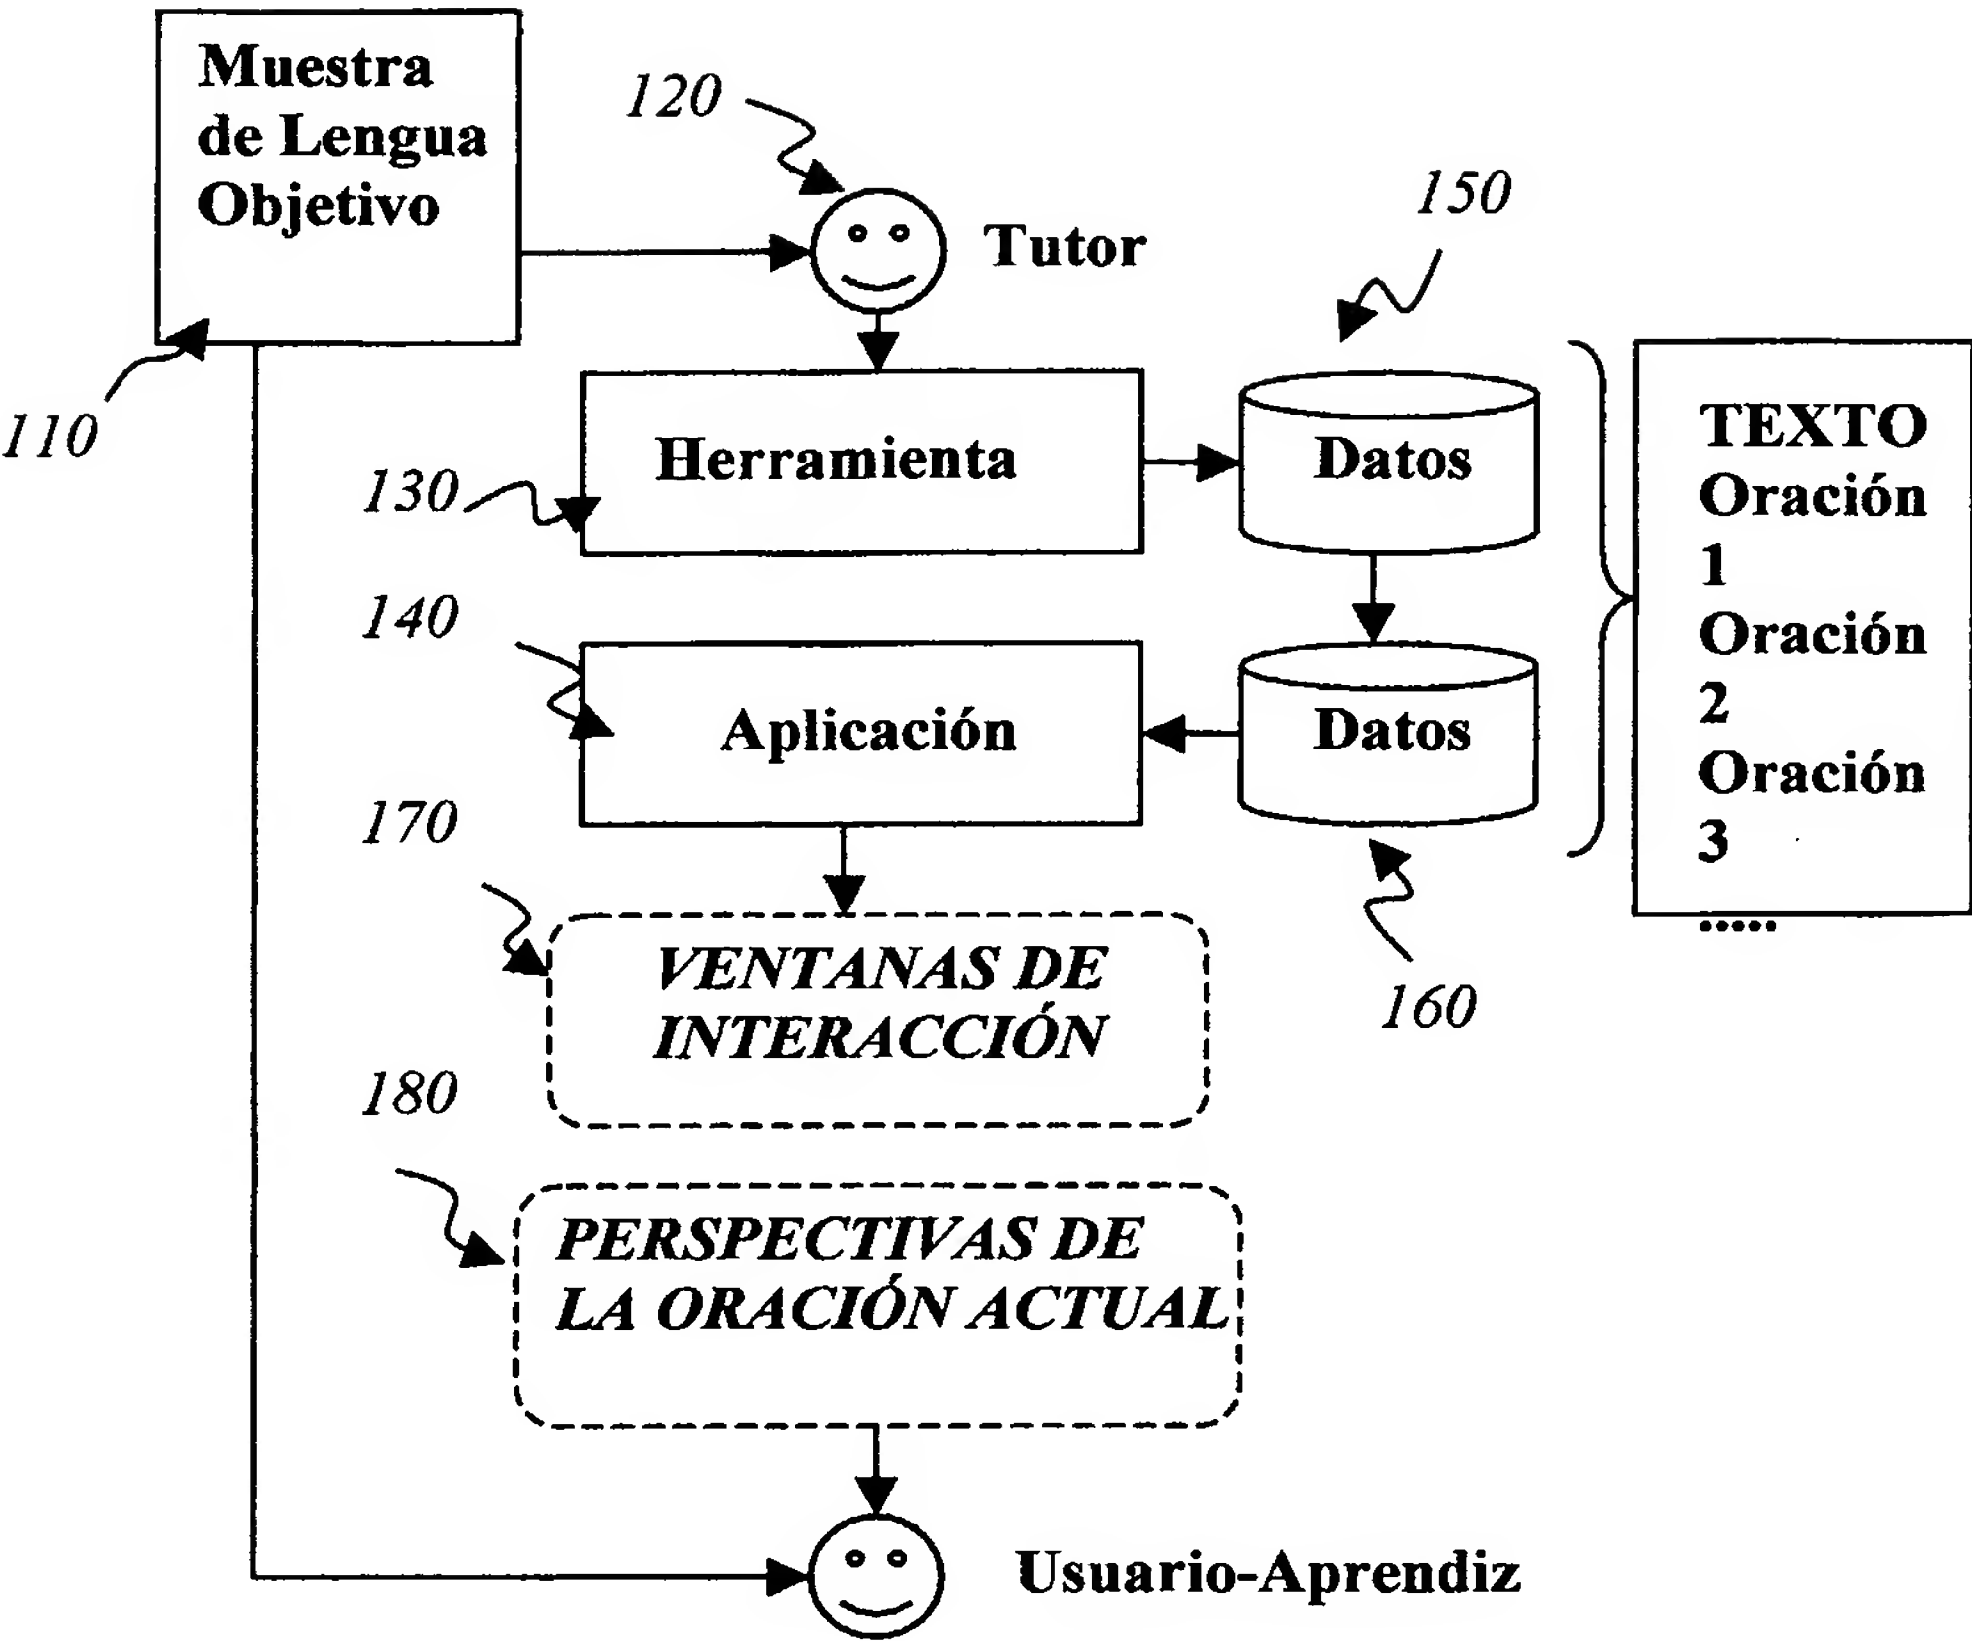 Muestra
de Lengua
Objetivo
120
Tutor
150
110
130
Herramienta
Datos
TEXTO
Oración
1
Oración
2
Oración
3
.....
140
Aplicación
Datos
170
VENTANAS DE
INTERACCIÓN
160
180
PERSPECTIVAS DE
LA ORACIÓN ACTUAL
Usuario-Aprendiz